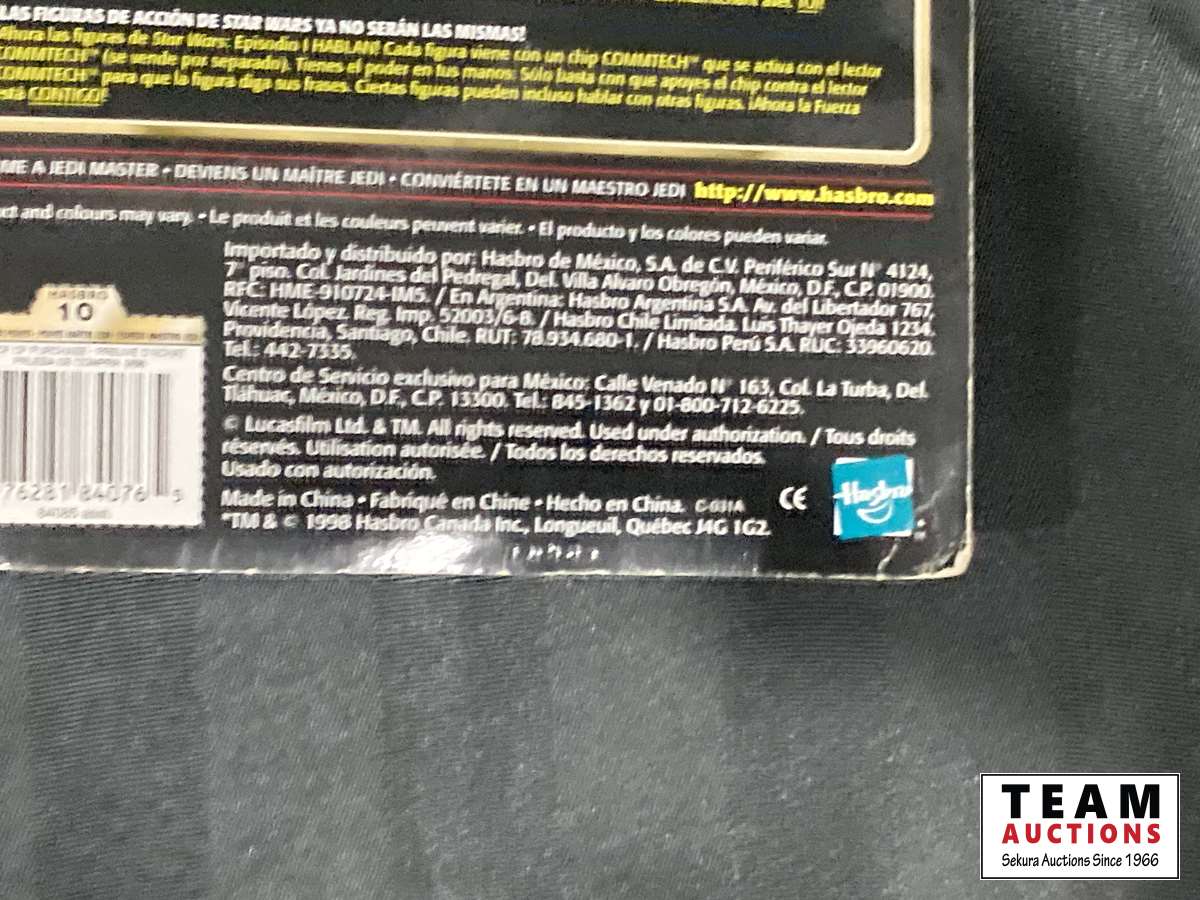 LAS FIGURAS DE ACCIÓN DE STAR WARS YA NO SERÁN LAS MISMAS!
Ahora las figuras de Star Wars: Episodio I HABLAN! Cada figura viene con un chip COMMTECH™ que se activa con el lector
COMMTECH™ (se vende por separado). Tienes el poder en tus manos: Sólo basta con que apoyes el chip contra el lector
COMMTECH™ para que la figura diga sus frases. Ciertas figuras pueden incluso hablar con otras figuras. ¡Ahora la Fuerza
está CONTIGO!
ME A JEDI MASTER • DEVIENS UN MAÎTRE JEDI • CONVIÉRTETE EN UN MAESTRO JEDI http://www.hasbro.com
ct and colours may vary. • Le produit et les couleurs peuvent varier. • El producto y los colores pueden variar.
Importado y distribuido por: Hasbro de México, S.A. de C.V. Periférico Sur N° 4124,
7° piso. Col. Jardines del Pedregal, Del. Villa Alvaro Obregón, México, D.F., C.P. 01900.
RFC: HME-910724-IM5. / En Argentina: Hasbro Argentina S.A. Av. del Libertador 767,
Vicente López. Reg. Imp. 52003/6-8. / Hasbro Chile Limitada. Luis Thayer Ojeda 1234.
Providencia, Santiago, Chile. RUT: 78.934.680-1. / Hasbro Perú S.A. RUC: 33960620.
Tel.: 442-7335.
Centro de Servicio exclusivo para México: Calle Venado N° 163, Col. La Turba, Del.
Tláhuac, México, D.F., C.P. 13300. Tel.: 845-1362 y 01-800-712-6225.
© Lucasfilm Ltd. & TM. All rights reserved. Used under authorization. / Tous droits
réservés. Utilisation autorisée. / Todos los derechos reservados.
Usado con autorización.
Made in China • Fabriqué en Chine • Hecho en China. C-031A
*TM & © 1998 Hasbro Canada Inc., Longueuil, Québec J4G 1G2.
CE
Hasbro
HASBRO
10
76281 84076 9
TEAM
AUCTIONS
Sekura Auctions Since 1966